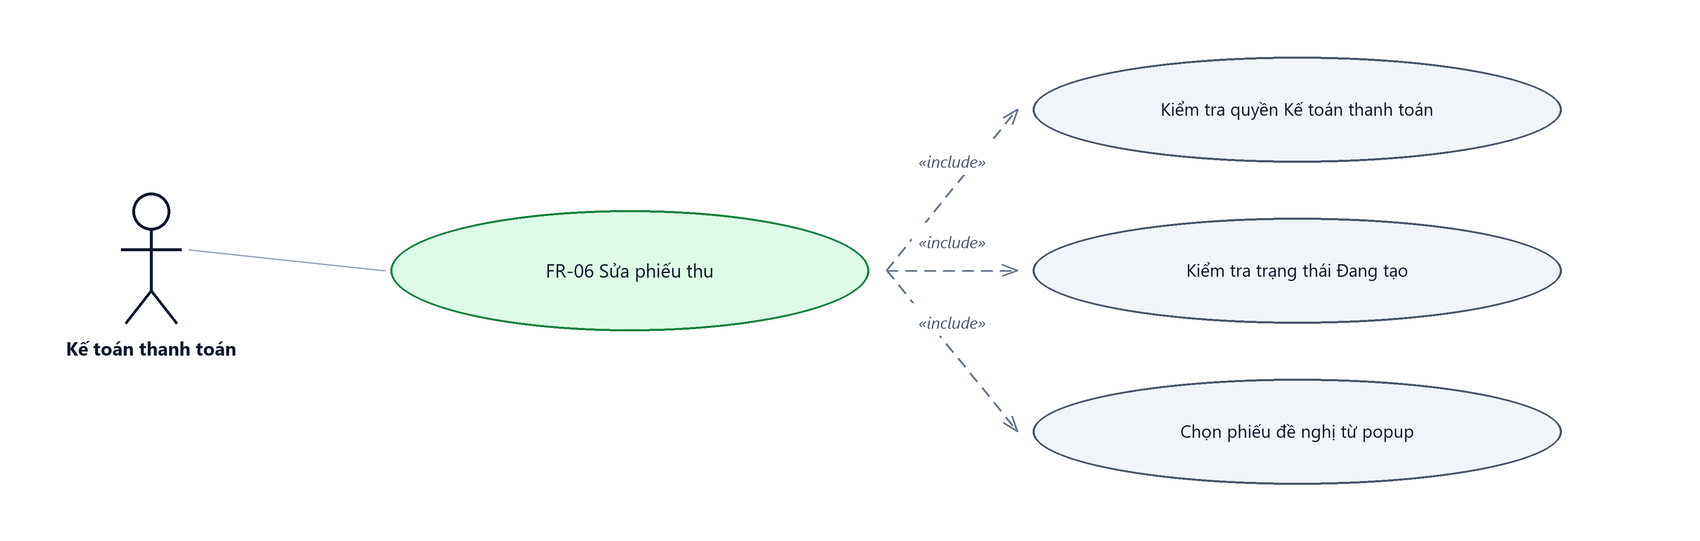 Kiểm tra quyền Kế toán thanh toán
«include»
«include»
FR-06 Sửa phiếu thu
Kiểm tra trạng thái Đang tạo
«include»
Kế toán thanh toán
Chọn phiếu đề nghị từ popup